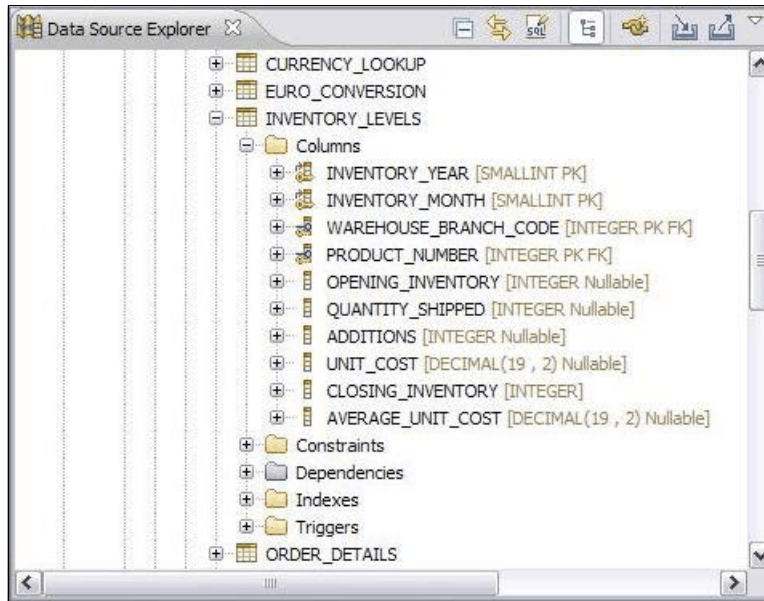 Data Source Explorer
SQL
CURRENCY_LOOKUP
EURO_CONVERSION
INVENTORY_LEVELS
Columns
INVENTORY_YEAR [SMALLINT PK]
INVENTORY_MONTH [SMALLINT PK]
WAREHOUSE_BRANCH_CODE [INTEGER PK FK]
PRODUCT_NUMBER [INTEGER PK FK]
OPENING_INVENTORY [INTEGER Nullable]
QUANTITY_SHIPPED [INTEGER Nullable]
ADDITIONS [INTEGER Nullable]
UNIT_COST [DECIMAL(19 , 2) Nullable]
CLOSING_INVENTORY [INTEGER]
AVERAGE_UNIT_COST [DECIMAL(19 , 2) Nullable]
Constraints
Dependencies
Indexes
Triggers
ORDER_DETAILS